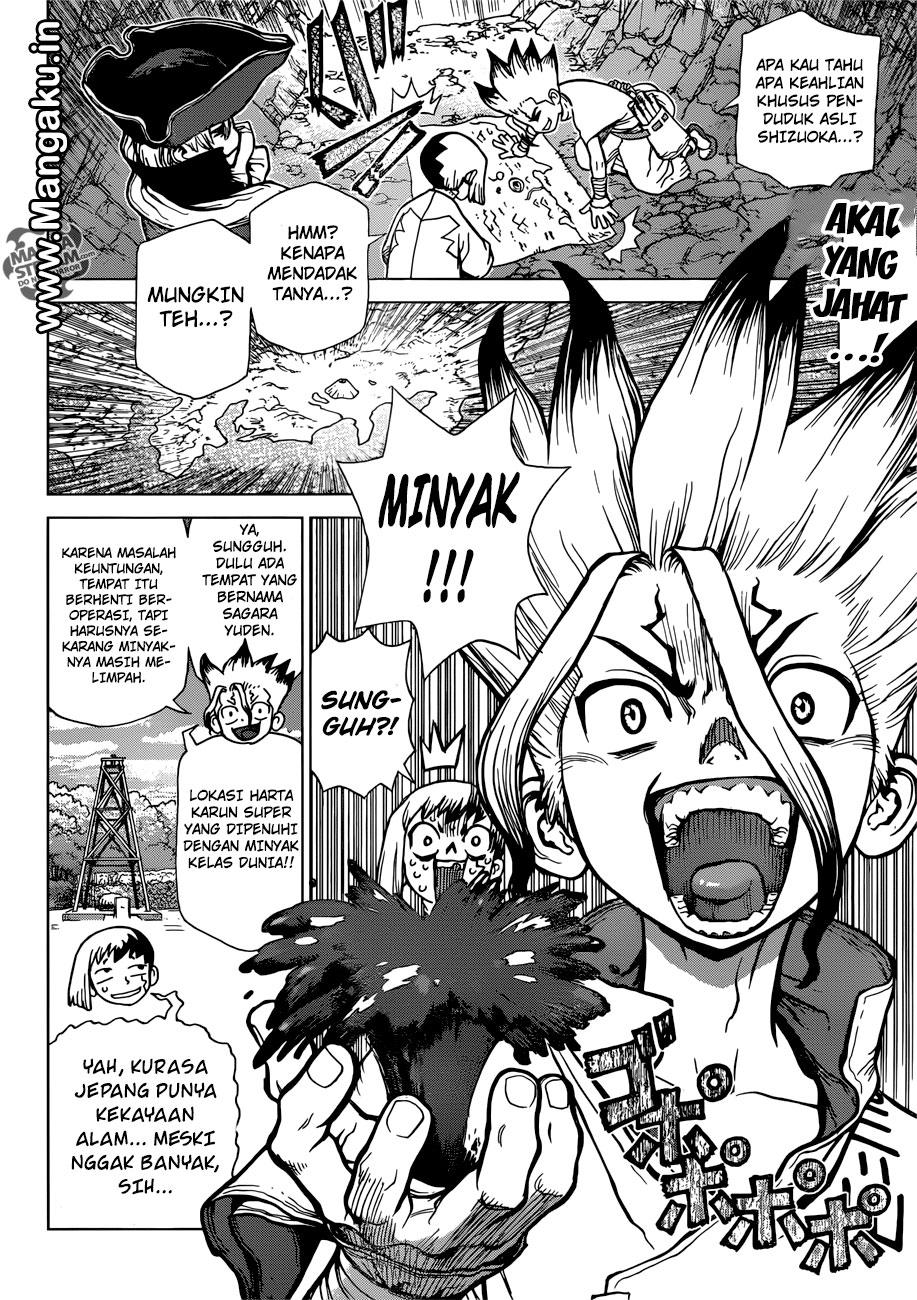 www.Mangaku.in
APA KAU TAHU
APA KEAHLIAN
KHUSUS PEN-
DUDUK ASLI
SHIZUOKA...?
HMM?
KENAPA
MENDADAK
TANYA...?
MUNGKIN
TEH...?
AKAL
YANG
JAHAT
...!
MINYAK
!!!
SUNG-
GUH?!
YA,
SUNGGUH.
DULU ADA
TEMPAT YANG
BERNAMA
SAGARA
YUDEN.
KARENA MASALAH
KEUNTUNGAN,
TEMPAT ITU
BERHENTI BER-
OPERASI, TAPI
HARUSNYA SE-
KARANG MINYAK-
NYA MASIH ME-
LIMPAH.
LOKASI HARTA
KARUN SUPER
YANG DIPENUHI
DENGAN MINYAK
KELAS DUNIA!!
YAH, KURASA
JEPANG PUNYA
KEKAYAAN
ALAM... MESKI
NGGAK BANYAK,
SIH...
ゴポポポポポ